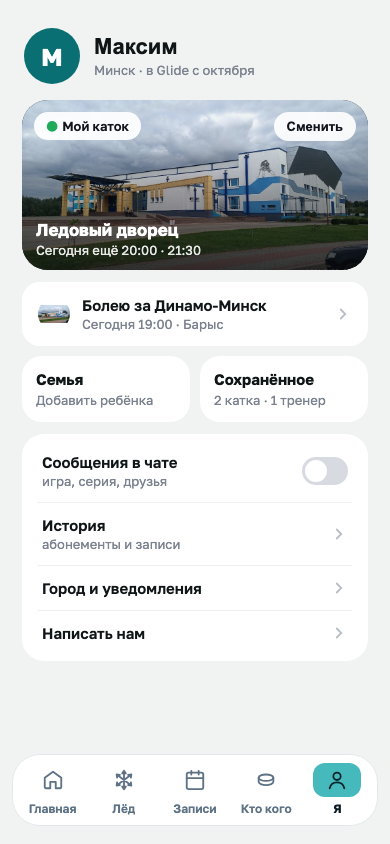 М
Максим
Минск · в Glide с октября
Мой каток
Сменить
Ледовый дворец
Сегодня ещё 20:00 · 21:30
Болею за Динамо-Минск
Сегодня 19:00 · Барыс
Семья
Добавить ребёнка
Сохранённое
2 катка · 1 тренер
Сообщения в чате
игра, серия, друзья
История
абонементы и записи
Город и уведомления
Написать нам
Главная
Лёд
Записи
Кто кого
Я